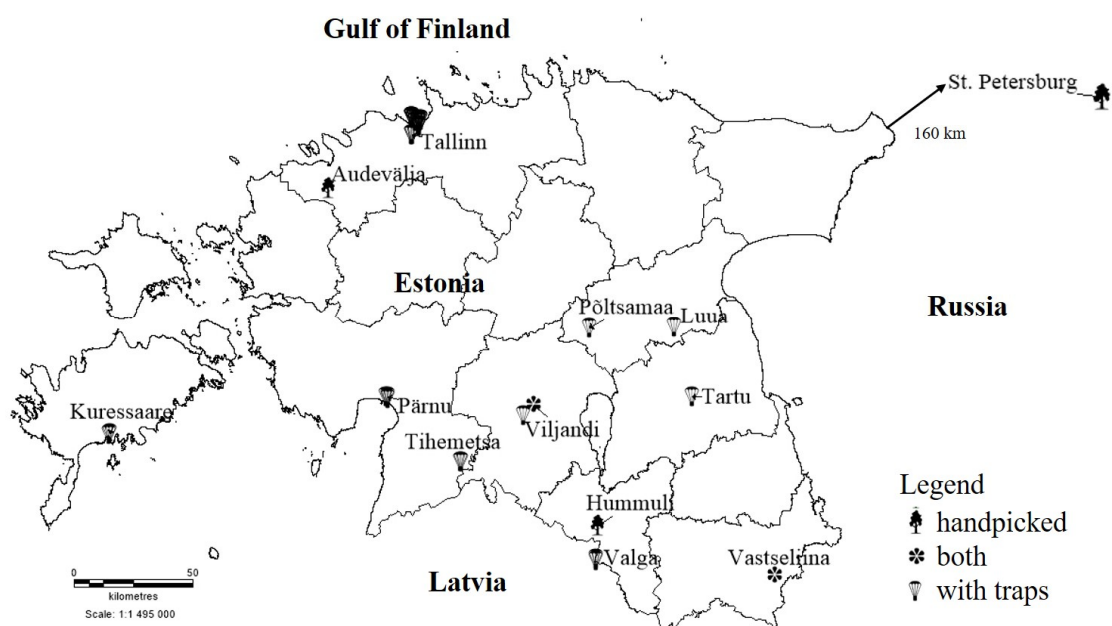 Gulf of Finland
St. Petersburg
160 km
Tallinn
Audevälja
Estonia
Põltsamaa
Luua
Russia
Kuressaare
Pärnu
Tartu
Viljandi
Tihemetsa
Hummuli
Valga
Vastseliina
Latvia
Legend
handpicked
both
with traps
0 50
kilometres
Scale: 1:1 495 000